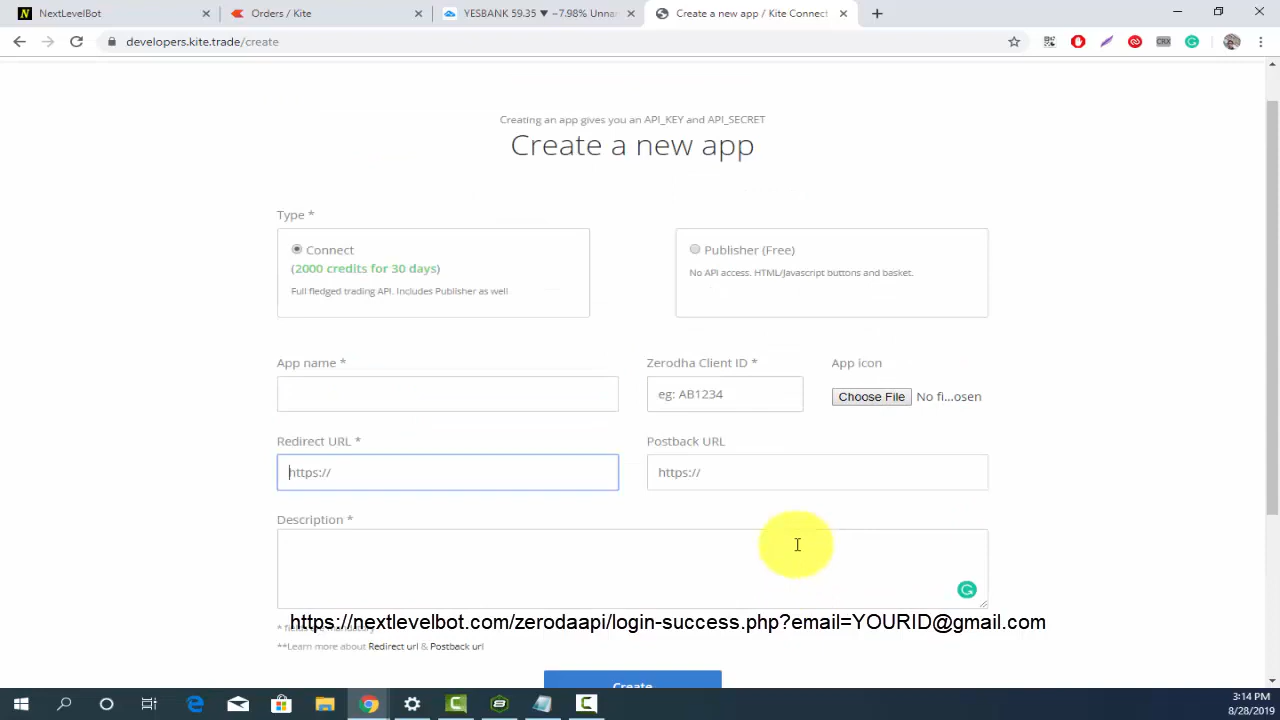 NextLevelBot
Orders / Kite
YESBANK 59.35 ▼ −7.98% Unna
Create a new app / Kite Connect
developers.kite.trade/create
Creating an app gives you an API_KEY and API_SECRET
Create a new app
Type *
Connect
(2000 credits for 30 days)
Full fledged trading API. Includes Publisher as well
Publisher (Free)
No API access. HTML/Javascript buttons and basket.
App name *
Zerodha Client ID *
App icon
eg: AB1234
Choose File No fi...osen
Redirect URL *
Postback URL
https://
https://
Description *
https://nextlevelbot.com/zerodaapi/login-success.php?email=YOURID@gmail.com
**Learn more about Redirect url & Postback url
Create
3:14 PM
8/28/2019